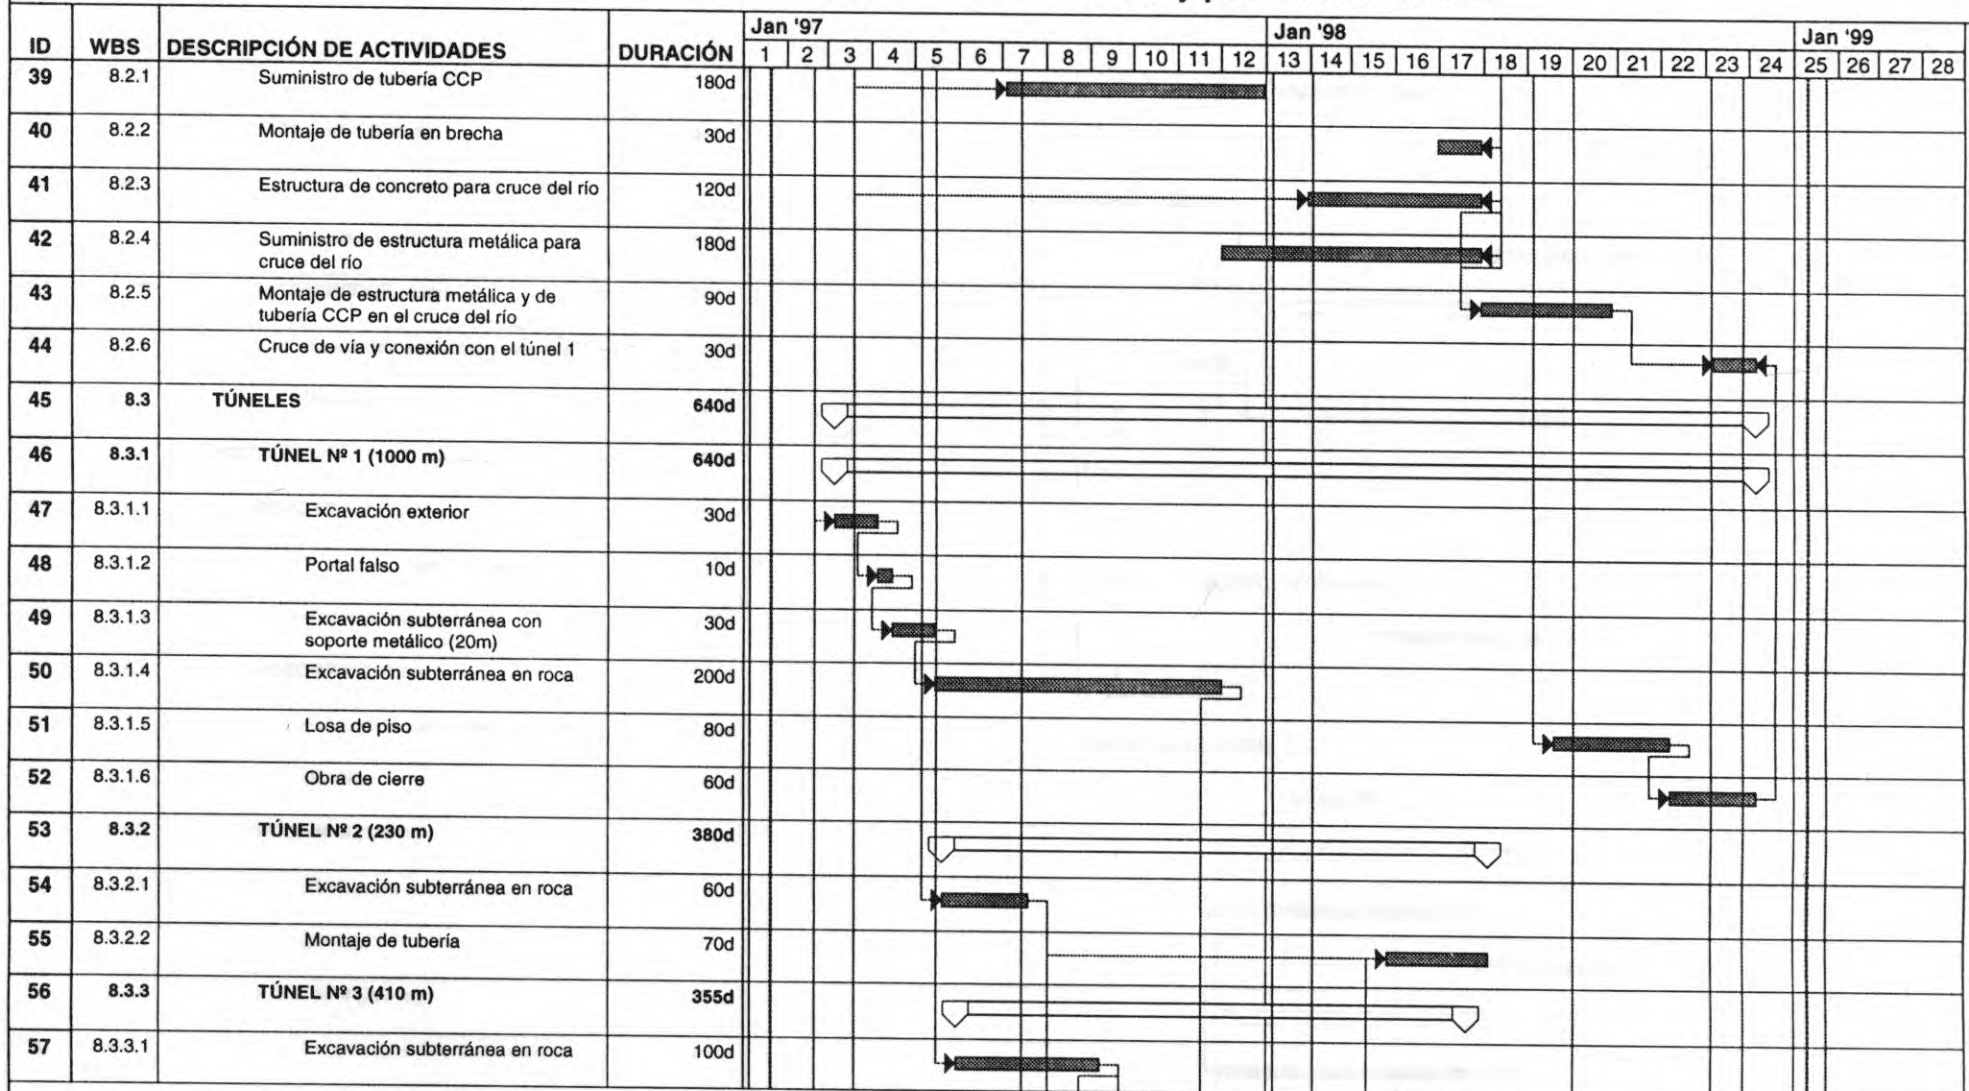 Jan '97 Jan '98 Jan '99
ID WBS DESCRIPCIÓN DE ACTIVIDADES DURACIÓN 1 2 3 4 5 6 7 8 9 10 11 12 13 14 15 16 17 18 19 20 21 22 23 24 25 26 27 28
39 8.2.1 Suministro de tubería CCP 180d
40 8.2.2 Montaje de tubería en brecha 30d
41 8.2.3 Estructura de concreto para cruce del río 120d
42 8.2.4 Suministro de estructura metálica para 180d
cruce del río
43 8.2.5 Montaje de estructura metálica y de 90d
tubería CCP en el cruce del río
44 8.2.6 Cruce de vía y conexión con el túnel 1 30d
45 8.3 TÚNELES 640d
46 8.3.1 TÚNEL Nº 1 (1000 m) 640d
47 8.3.1.1 Excavación exterior 30d
48 8.3.1.2 Portal falso 10d
49 8.3.1.3 Excavación subterránea con 30d
soporte metálico (20m)
50 8.3.1.4 Excavación subterránea en roca 200d
51 8.3.1.5 Losa de piso 80d
52 8.3.1.6 Obra de cierre 60d
53 8.3.2 TÚNEL Nº 2 (230 m) 380d
54 8.3.2.1 Excavación subterránea en roca 60d
55 8.3.2.2 Montaje de tubería 70d
56 8.3.3 TÚNEL Nº 3 (410 m) 355d
57 8.3.3.1 Excavación subterránea en roca 100d